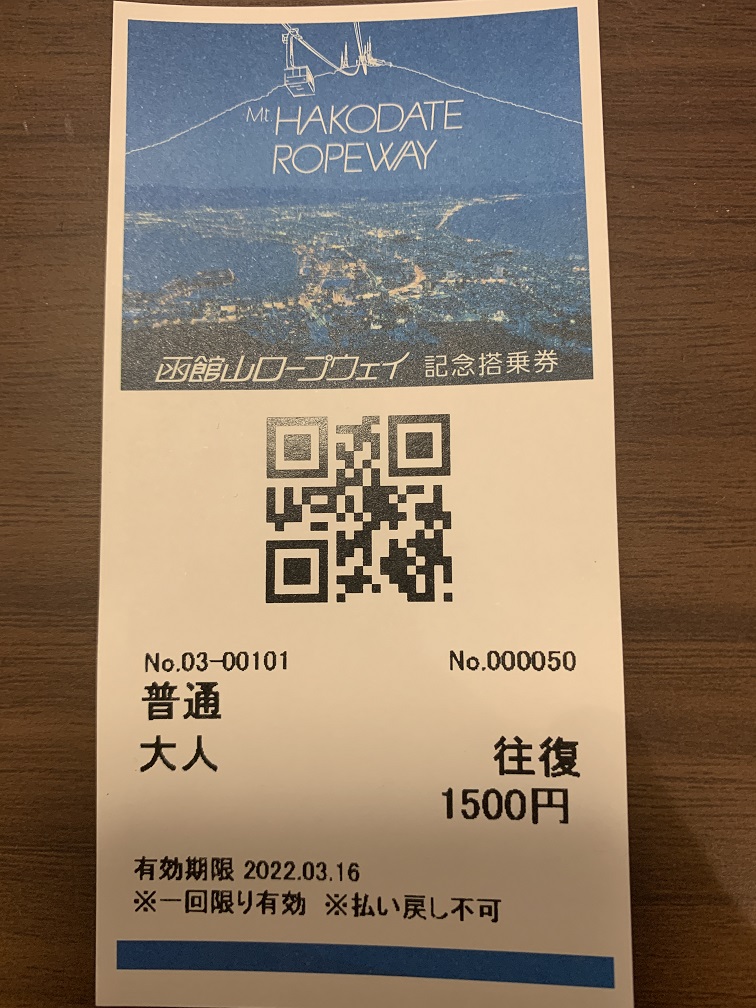 Mt. HAKODATE
ROPEWAY
函館山ロープウェイ 記念搭乗券
No.03-00101 No.000050
普通
大人 往復
1500円
有効期限 2022.03.16
※一回限り有効 ※払い戻し不可